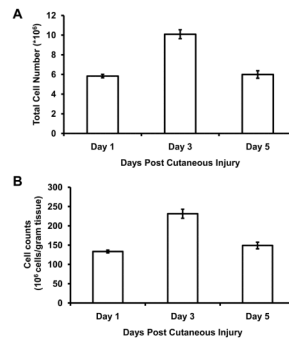 A
Total Cell Number (*10⁶)
12
10
8
6
4
2
0
Day 1 Day 3 Day 5
Days Post Cutaneous Injury
B
Cell counts
(10⁶ cells/gram tissue)
300
250
200
150
100
50
0
Day 1 Day 3 Day 5
Days Post Cutaneous Injury